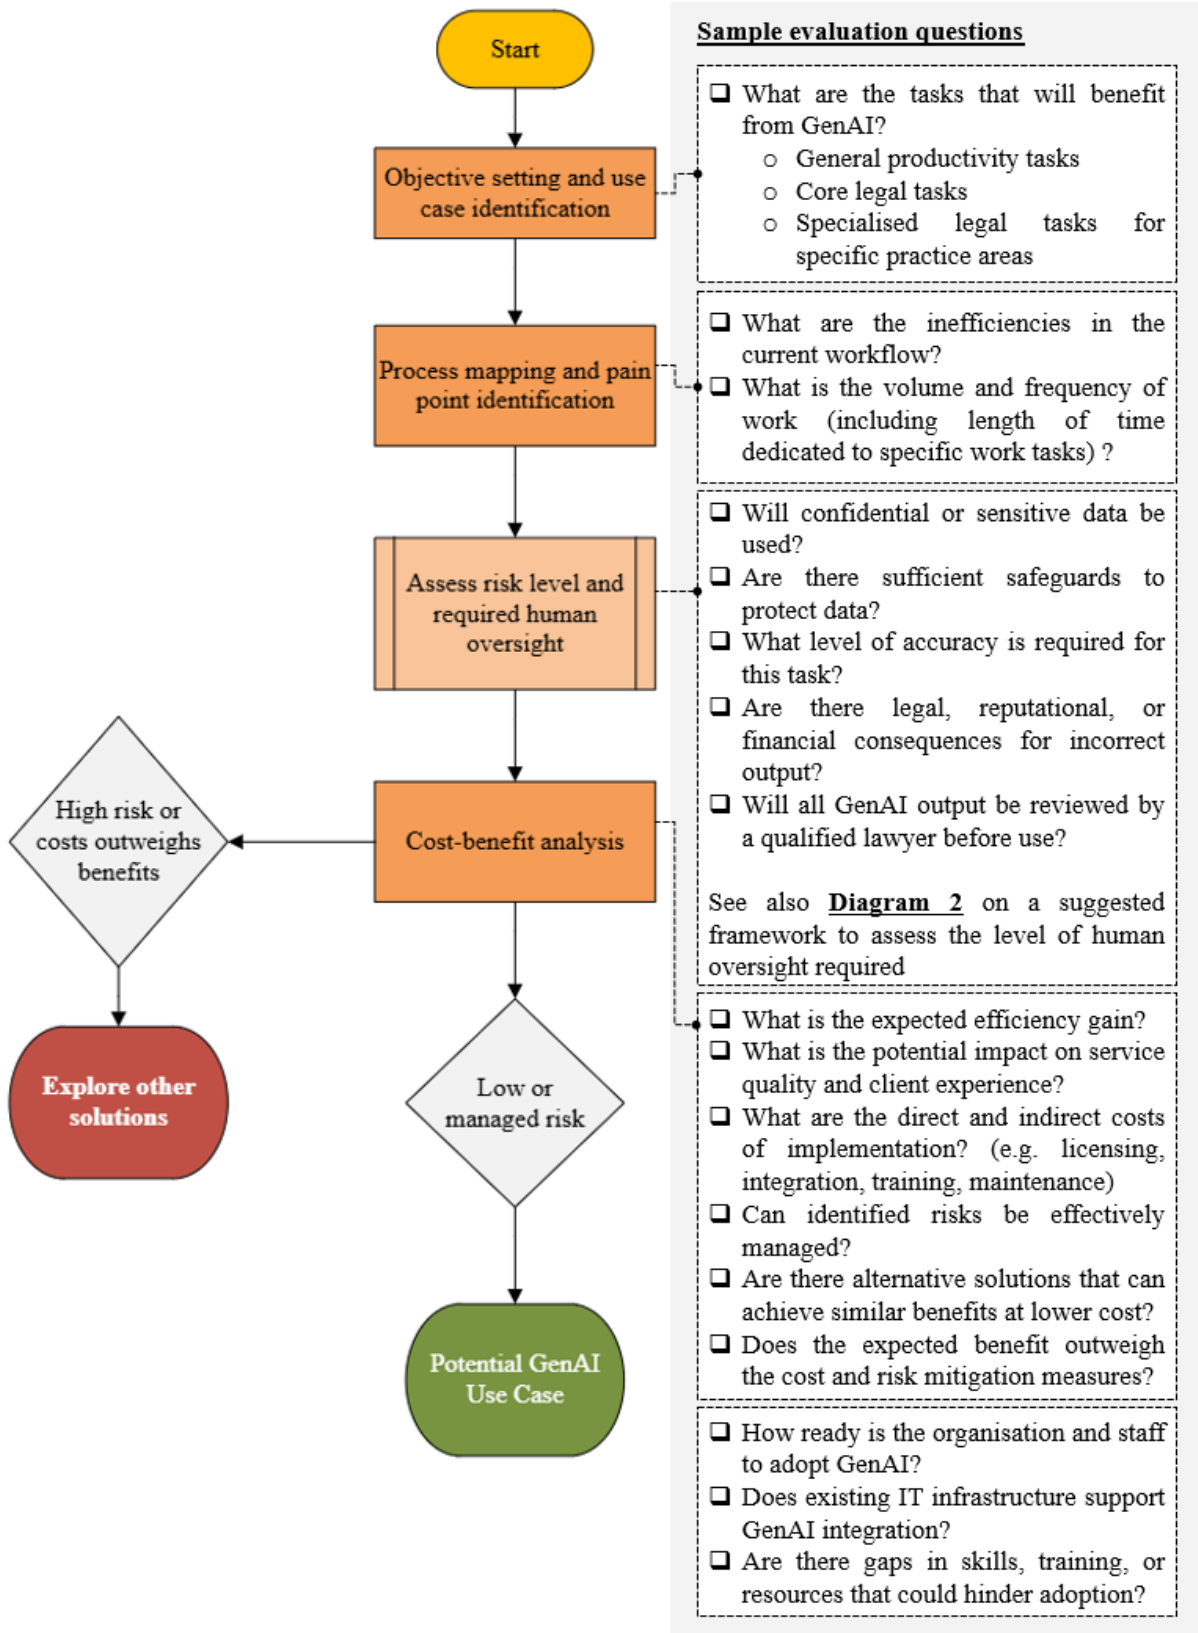 Start
Objective setting and use
case identification
Process mapping and pain
point identification
Assess risk level and
required human
oversight
Cost-benefit analysis
High risk or
costs outweighs
benefits
Explore other
solutions
Low or
managed risk
Potential GenAI
Use Case
Sample evaluation questions
❑ What are the tasks that will benefit
from GenAI?
o General productivity tasks
o Core legal tasks
o Specialised legal tasks for
specific practice areas
❑ What are the inefficiencies in the
current workflow?
❑ What is the volume and frequency of
work (including length of time
dedicated to specific work tasks) ?
❑ Will confidential or sensitive data be
used?
❑ Are there sufficient safeguards to
protect data?
❑ What level of accuracy is required for
this task?
❑ Are there legal, reputational, or
financial consequences for incorrect
output?
❑ Will all GenAI output be reviewed by
a qualified lawyer before use?
See also Diagram 2 on a suggested
framework to assess the level of human
oversight required
❑ What is the expected efficiency gain?
❑ What is the potential impact on service
quality and client experience?
❑ What are the direct and indirect costs
of implementation? (e.g. licensing,
integration, training, maintenance)
❑ Can identified risks be effectively
managed?
❑ Are there alternative solutions that can
achieve similar benefits at lower cost?
❑ Does the expected benefit outweigh
the cost and risk mitigation measures?
❑ How ready is the organisation and staff
to adopt GenAI?
❑ Does existing IT infrastructure support
GenAI integration?
❑ Are there gaps in skills, training, or
resources that could hinder adoption?